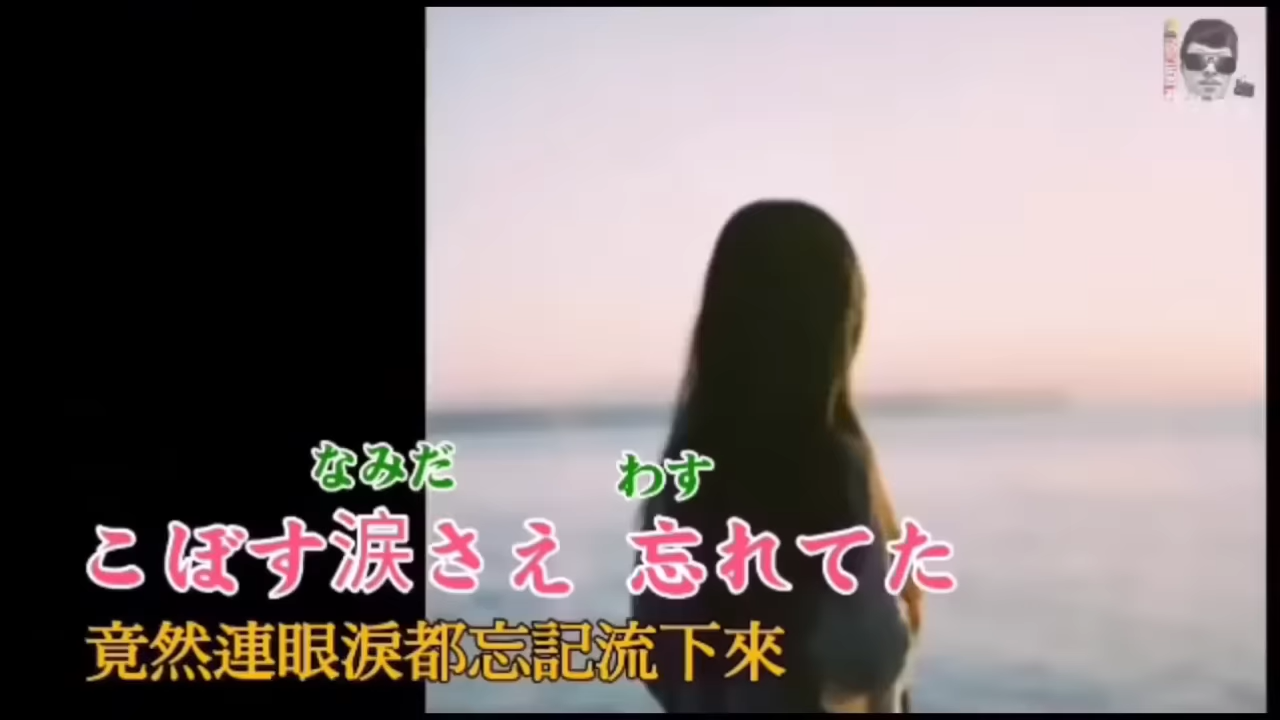 なみだ わす
こぼす涙さえ 忘れてた
竟然連眼淚都忘記流下來